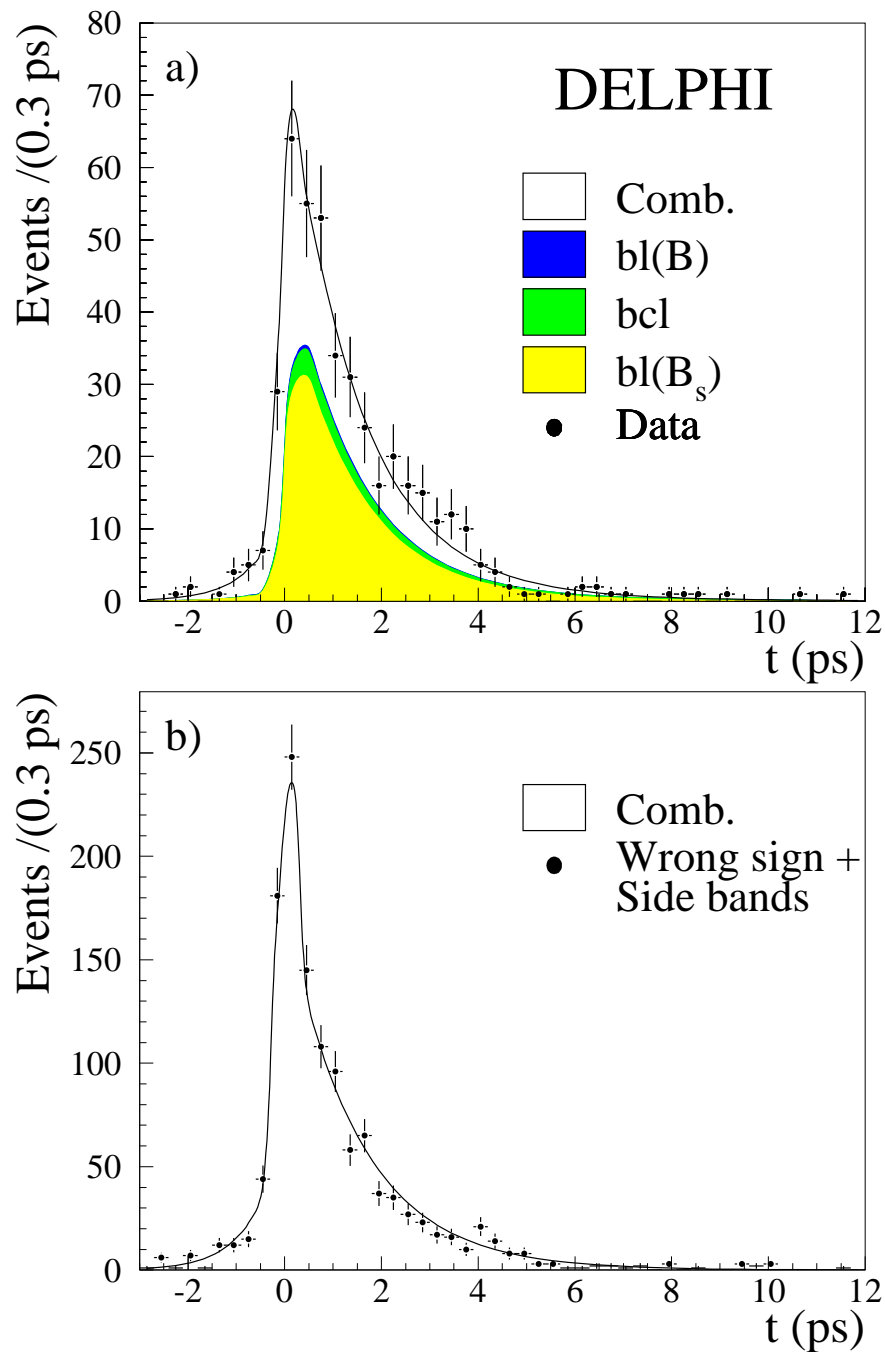 a)
DELPHI
Comb.
bl(B)
bcl
bl(B_s)
Data
Events /(0.3 ps)
80
70
60
50
40
30
20
10
0
-2 0 2 4 6 8 10 12
t (ps)
b)
Comb.
Wrong sign +
Side bands
Events /(0.3 ps)
250
200
150
100
50
0
-2 0 2 4 6 8 10 12
t (ps)